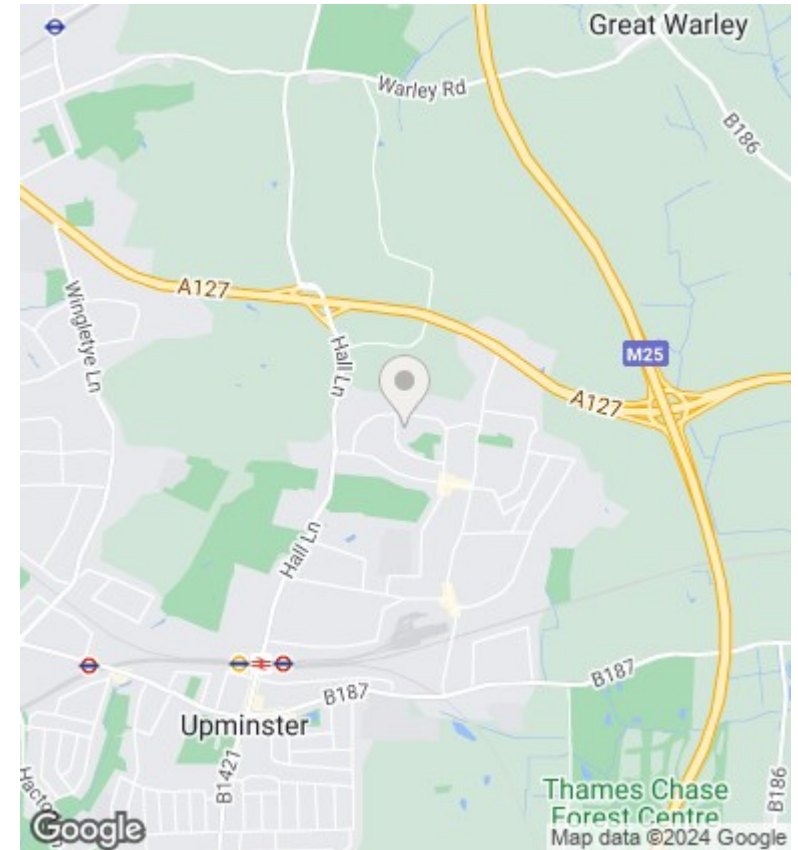 Great Warley
Warley Rd
B186
A127
Wingletye Ln
Hall Ln
M25
A127
Hall Ln
B187
B187
Upminster
B1421
Thames Chase
Forest Centre
B186
Google
Map data ©2024 Google